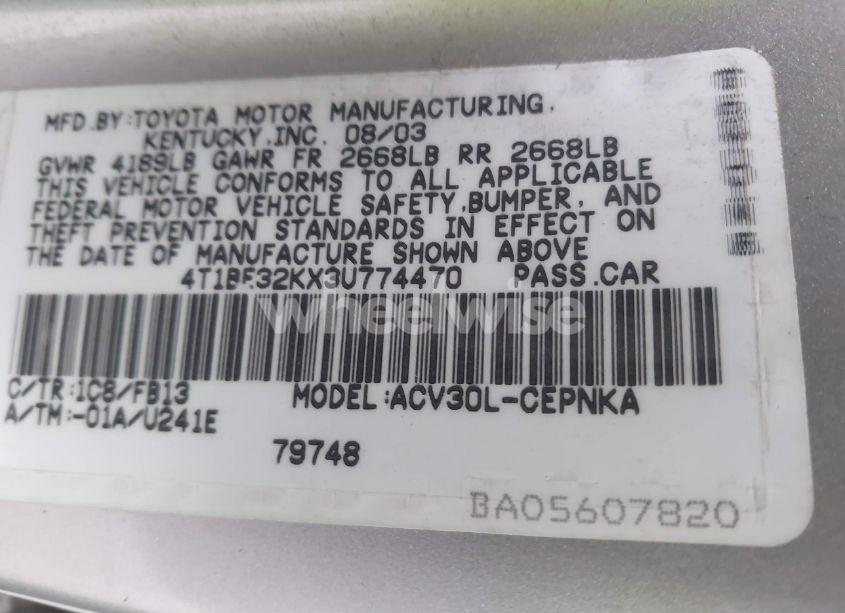 MFD.BY:TOYOTA MOTOR MANUFACTURING,
KENTUCKY,INC. 08/03
GVWR 4189LB GAWR FR 2668LB RR 2668LB
THIS VEHICLE CONFORMS TO ALL APPLICABLE
FEDERAL MOTOR VEHICLE SAFETY,BUMPER, AND
THEFT PREVENTION STANDARDS IN EFFECT ON
THE DATE OF MANUFACTURE SHOWN ABOVE
4T1BF32KX3U774470 PASS.CAR
wheelwise
C/TR:1C8/FB13 MODEL:ACV30L-CEPNKA
A/TM:-01A/U241E
79748
BA05607820